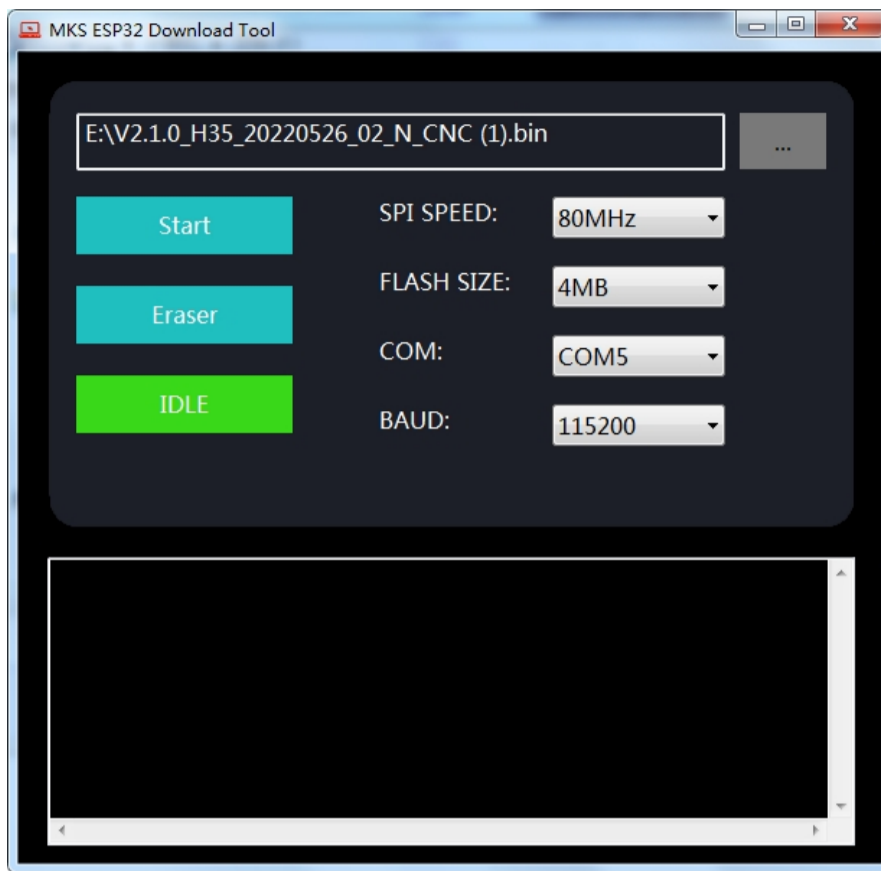 MKS ESP32 Download Tool
E:\V2.1.0_H35_20220526_02_N_CNC (1).bin
...
Start
SPI SPEED:
80MHz
Eraser
FLASH SIZE:
4MB
COM:
COM5
IDLE
BAUD:
115200